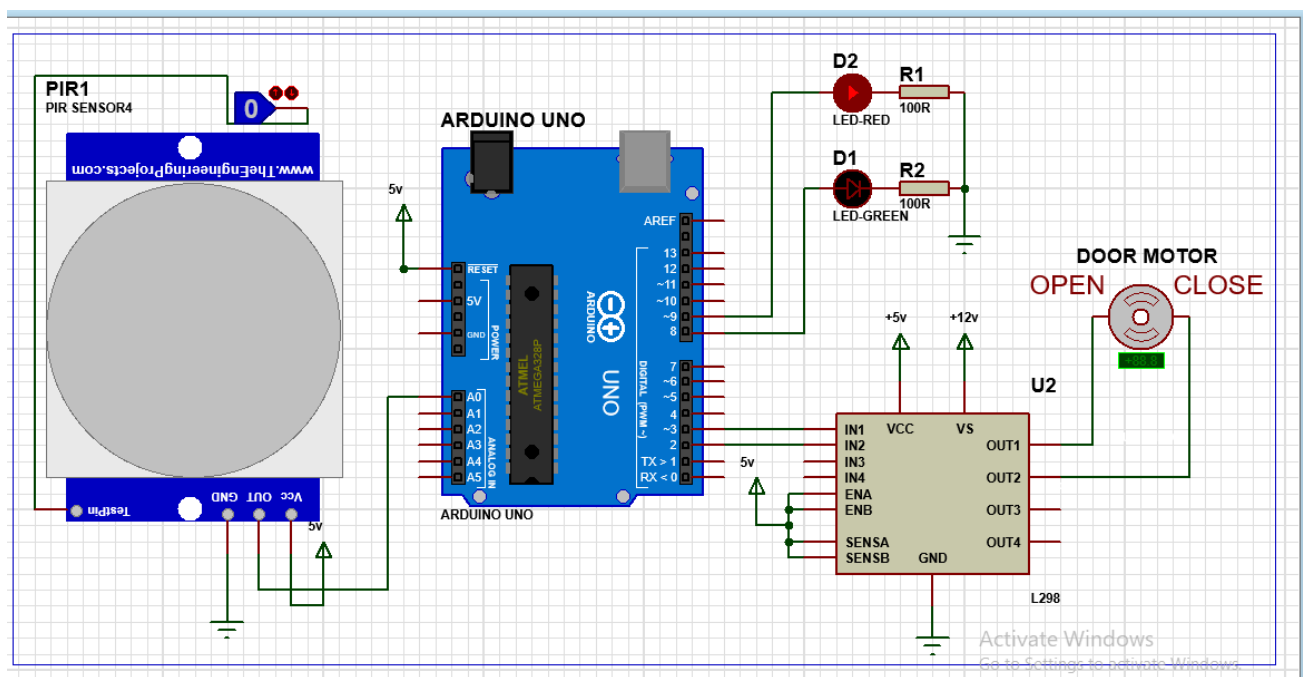 PIR1
PIR SENSOR4
0
www.TheEngineeringProjects.com
TestPin
GND
OUT
Vcc
5v
5v
ARDUINO UNO
RESET
5V
GND
POWER
A0
A1
A2
A3
A4
A5
ANALOG IN
ATMEL
ATMEGA328P
ARDUINO
UNO
AREF
13
12
~11
~10
~9
8
7
~6
~5
4
~3
2
TX > 1
RX < 0
DIGITAL (PWM ~)
ARDUINO UNO
D2
LED-RED
R1
100R
D1
LED-GREEN
R2
100R
DOOR MOTOR
OPEN
CLOSE
+5v
+12v
5v
U2
IN1
IN2
IN3
IN4
ENA
ENB
SENSA
SENSB
VCC
VS
GND
OUT1
OUT2
OUT3
OUT4
L298
Activate Windows
Go to Settings to activate Windows.